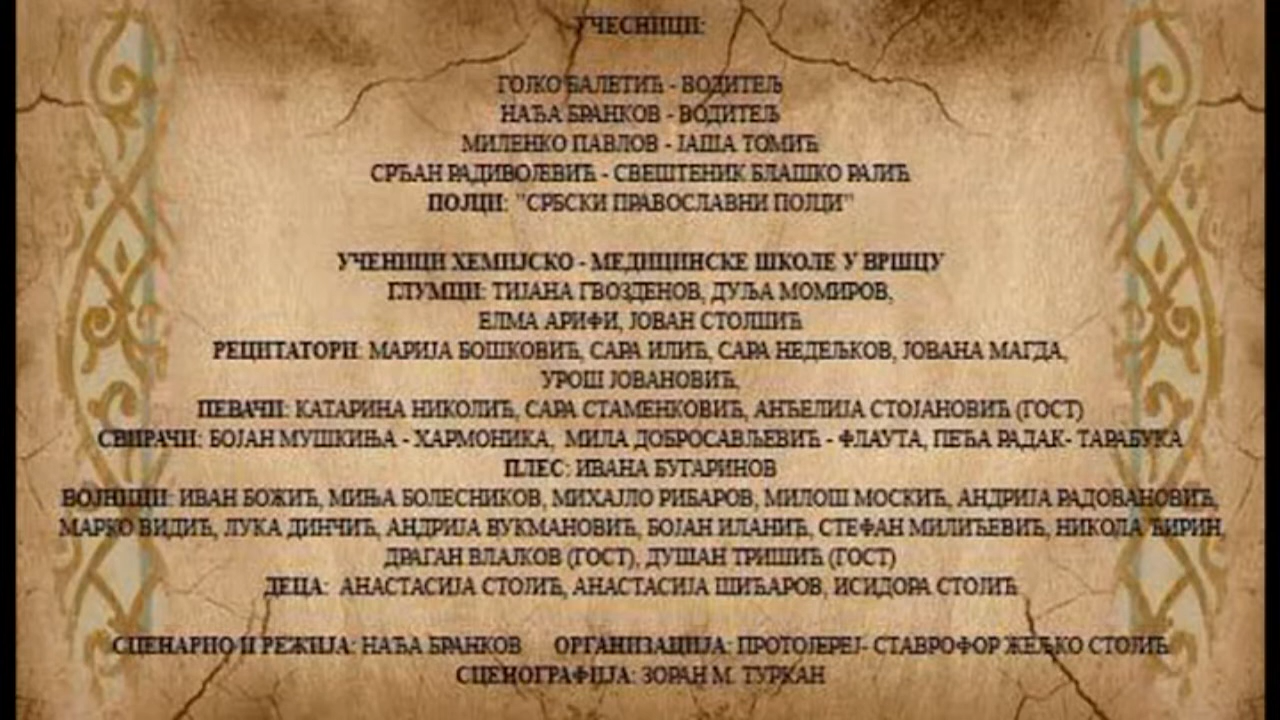 УЧЕСНИЦИ:
ГОЈКО БАЛЕТИЋ - ВОДИТЕЉ
НАЂА БРАНКОВ - ВОДИТЕЉ
МИЛЕНКО ПАВЛОВ - ЈАША ТОМИЋ
СРЂАН РАДИВОЈЕВИЋ - СВЕШТЕНИК БЛАШКО РАЈИЋ
ПОЈЦИ: "СРБСКИ ПРАВОСЛАВНИ ПОЈЦИ"
УЧЕНИЦИ ХЕМИЈСКО - МЕДИЦИНСКЕ ШКОЛЕ У ВРШЦУ
ГЛУМЦИ: ТИЈАНА ГВОЗДЕНОВ, ДУЉА МОМИРОВ,
ЕЛМА АРИФИ, ЈОВАН СТОЈШИЋ
РЕЦИТАТОРИ: МАРИЈА БОШКОВИЋ, САРА ИЛИЋ, САРА НЕДЕЉКОВ, ЈОВАНА МАГДА,
УРОШ ЈОВАНОВИЋ,
ПЕВАЧИ: КАТАРИНА НИКОЛИЋ, САРА СТАМЕНКОВИЋ, АНЂЕЛИЈА СТОЈАНОВИЋ (ГОСТ)
СВИРАЧИ: БОЈАН МУШКИЊА - ХАРМОНИКА, МИЛА ДОБРОСАВЉЕВИЋ - ФЛАУТА, ПЕЂА РАДАК- ТАРАБУКА
ПЛЕС: ИВАНА БУГАРИНОВ
ВОЈНИЦИ: ИВАН БОЖИЋ, МИЊА БОЛЕСНИКОВ, МИХАЈЛО РИБАРОВ, МИЛОШ МОСКИЋ, АНДРИЈА РАДОВАНОВИЋ,
МАРКО ВИДИЋ, ЛУКА ДИНЧИЋ, АНДРИЈА ВУКМАНОВИЋ, БОЈАН ИЛАНИЋ, СТЕФАН МИЛИЋЕВИЋ, НИКОЛА ЋИРИН,
ДРАГАН ВЛАЈКОВ (ГОСТ), ДУШАН ТРИШИЋ (ГОСТ)
ДЕЦА: АНАСТАСИЈА СТОЈИЋ, АНАСТАСИЈА ШИЂАРОВ, ИСИДОРА СТОЈИЋ
СЦЕНАРИО И РЕЖИЈА: НАЂА БРАНКОВ ОРГАНИЗАЦИЈА: ПРОТОЈЕРЕЈ- СТАВРОФОР ЖЕЉКО СТОЈИЋ
СЦЕНОГРАФИЈА: ЗОРАН М. ТУРКАН